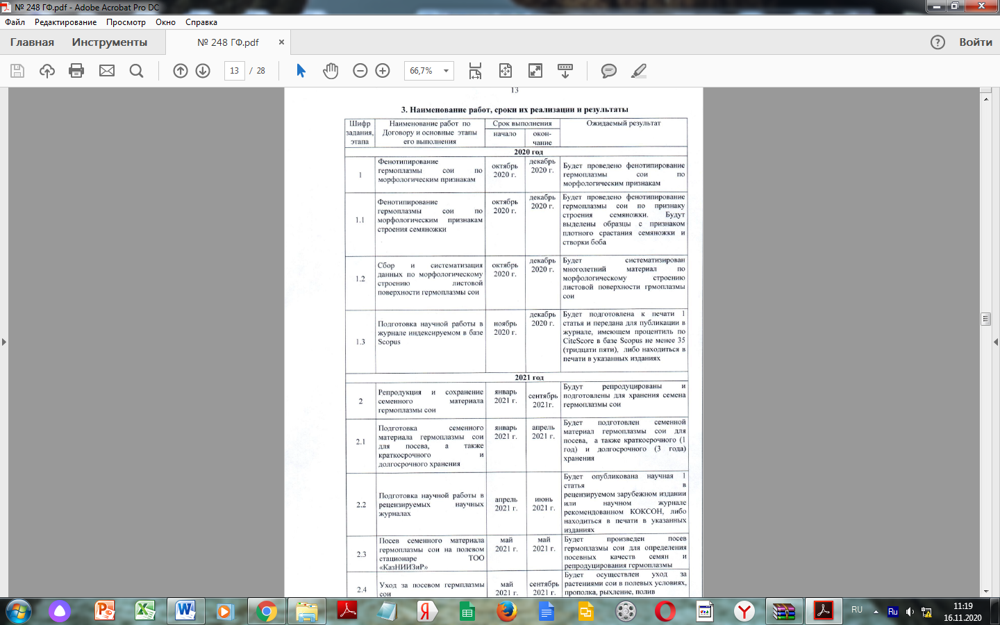 № 248 ГФ.pdf - Adobe Acrobat Pro DC
Файл Редактирование Просмотр Окно Справка
Главная Инструменты № 248 ГФ.pdf × ? Войти
13 / 28 66,7%
13
3. Наименование работ, сроки их реализации и результаты
Шифр задания, этапа
Наименование работ по
Договору и основные этапы
его выполнения
Срок выполнения
начало
окон-
чание
Ожидаемый результат
2020 год
1
Фенотипирование
гермоплазмы сои по
морфологическим признакам
октябрь
2020 г.
декабрь
2020 г.
Будет проведено фенотипирование
гермоплазмы сои по
морфологическим признакам
1.1
Фенотипирование
гермоплазмы сои по
морфологическим признакам
строения семяножки
октябрь
2020 г.
декабрь
2020 г.
Будет проведено фенотипирование
гермоплазмы сои по признаку
строения семяножки. Будут
выделены образцы с признаком
плотного срастания семяножки и
створки боба
1.2
Сбор и систематизация
данных по морфологическому
строению листовой
поверхности гермоплазмы сои
октябрь
2020 г.
декабрь
2020 г.
Будет систематизирован
многолетний материал по
морфологическому строению
листовой поверхности грмоплазмы
сои
1.3
Подготовка научной работы в
журнале индексируемом в базе
Scopus
ноябрь
2020 г.
декабрь
2020 г.
Будет подготовлена к печати 1
статья и передана для публикации в
журнале, имеющем процентиль по
CiteScore в базе Scopus не менее 35
(тридцати пяти), либо находиться в
печати в указанных изданиях
2021 год
2
Репродукция и сохранение
семенного материала
гермоплазмы сои
январь
2021 г.
сентябрь
2021г.
Будут репродуцированы и
подготовлены для хранения семена
гермоплазмы сои
2.1
Подготовка семенного
материала гермоплазмы сои
для посева, а также
краткосрочного и
долгосрочного хранения
январь
2021 г.
апрель
2021 г.
Будет подготовлен семенной
материал гермоплазмы сои для
посева, а также краткосрочного (1
год) и долгосрочного (3 года)
хранения
2.2
Подготовка научной работы в
рецензируемых научных
журналах
апрель
2021 г.
июнь
2021 г.
Будет опубликована научная 1
статья в
рецензируемом зарубежном издании
или научном журнале
рекомендованном КОКСОН, либо
находиться в печати в указанных
изданиях
2.3
Посев семенного материала
гермоплазмы сои на полевом
стационаре ТОО
«КазНИИЗиР»
май
2021 г.
май
2021 г.
Будет произведен посев
гермоплазмы сои для определения
посевных качеств семян и
репродуцирования гермоплазмы
2.4
Уход за посевом гермплазмы
сои
май
2021 г.
сентябрь
2021 г.
Будет осуществлен уход за
растениями сои в полевых условиях,
прополка, рыхление, полив
RU Ru 11:19
16.11.2020